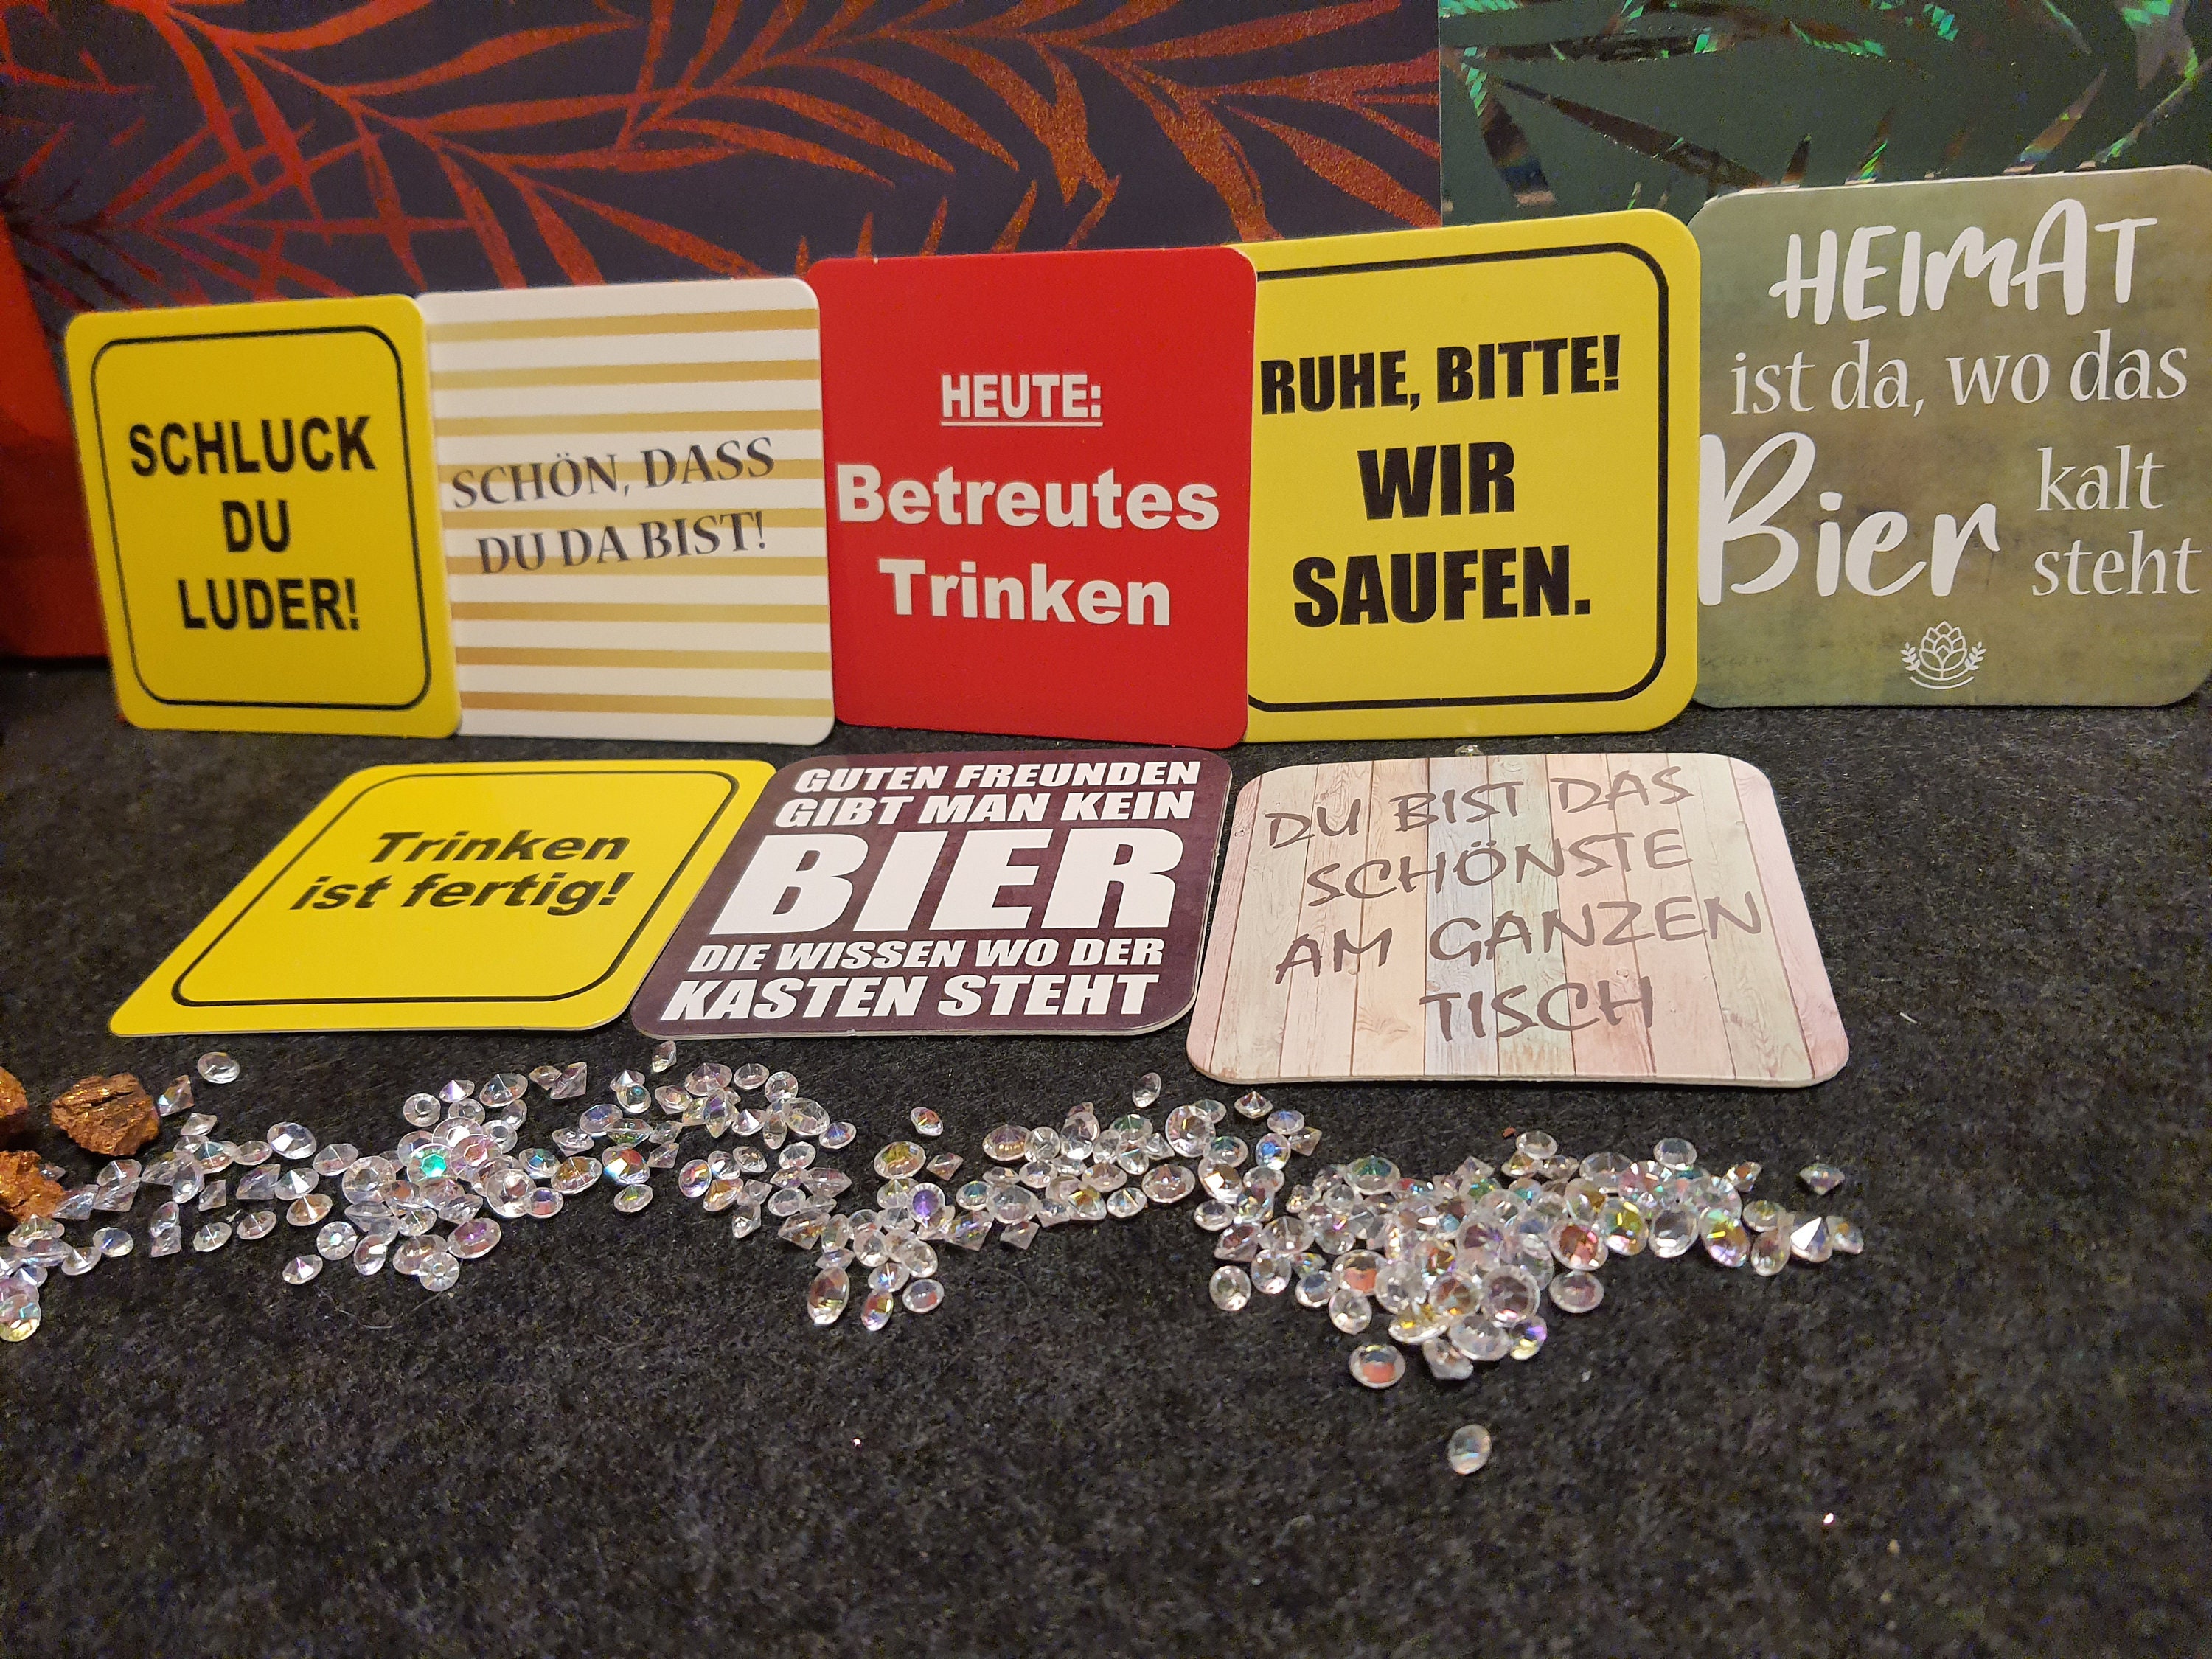 SCHLUCK
DU
LUDER!
SCHÖN, DASS
DU DA BIST!
HEUTE:
Betreutes
Trinken
RUHE, BITTE!
WIR
SAUFEN.
HEIMAT
ist da, wo das
Bier kalt
steht
Trinken
ist fertig!
GUTEN FREUNDEN
GIBT MAN KEIN
BIER
DIE WISSEN WO DER
KASTEN STEHT
DU BIST DAS
SCHÖNSTE
AM GANZEN
TISCH